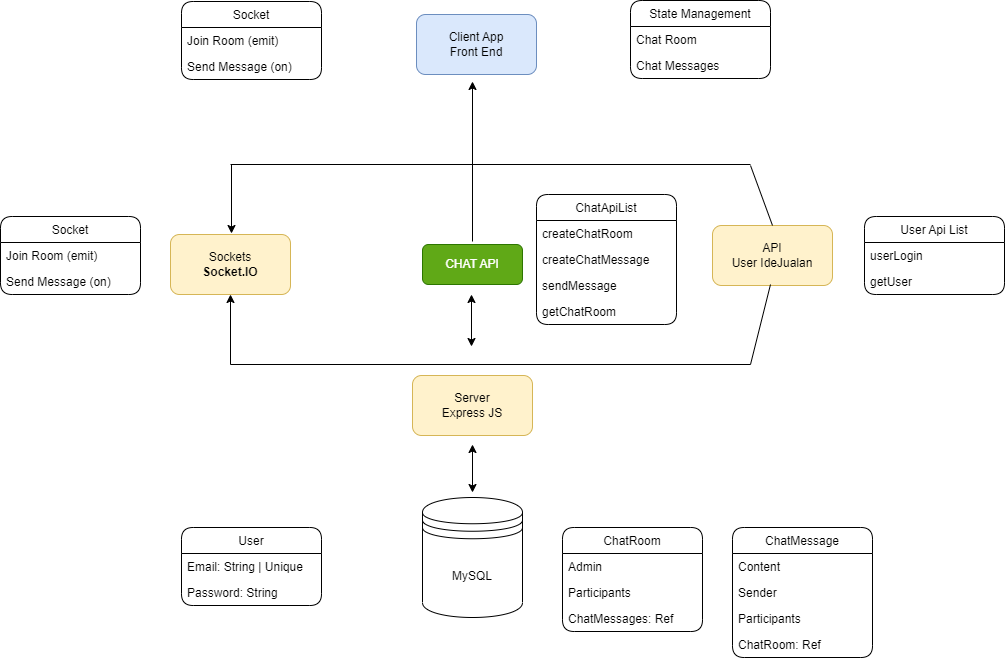 Socket
Join Room (emit)
Send Message (on)
Client App
Front End
State Management
Chat Room
Chat Messages
Socket
Join Room (emit)
Send Message (on)
Sockets
Socket.IO
CHAT API
ChatApiList
createChatRoom
createChatMessage
sendMessage
getChatRoom
API
User IdeJualan
User Api List
userLogin
getUser
Server
Express JS
MySQL
User
Email: String | Unique
Password: String
ChatRoom
Admin
Participants
ChatMessages: Ref
ChatMessage
Content
Sender
Participants
ChatRoom: Ref